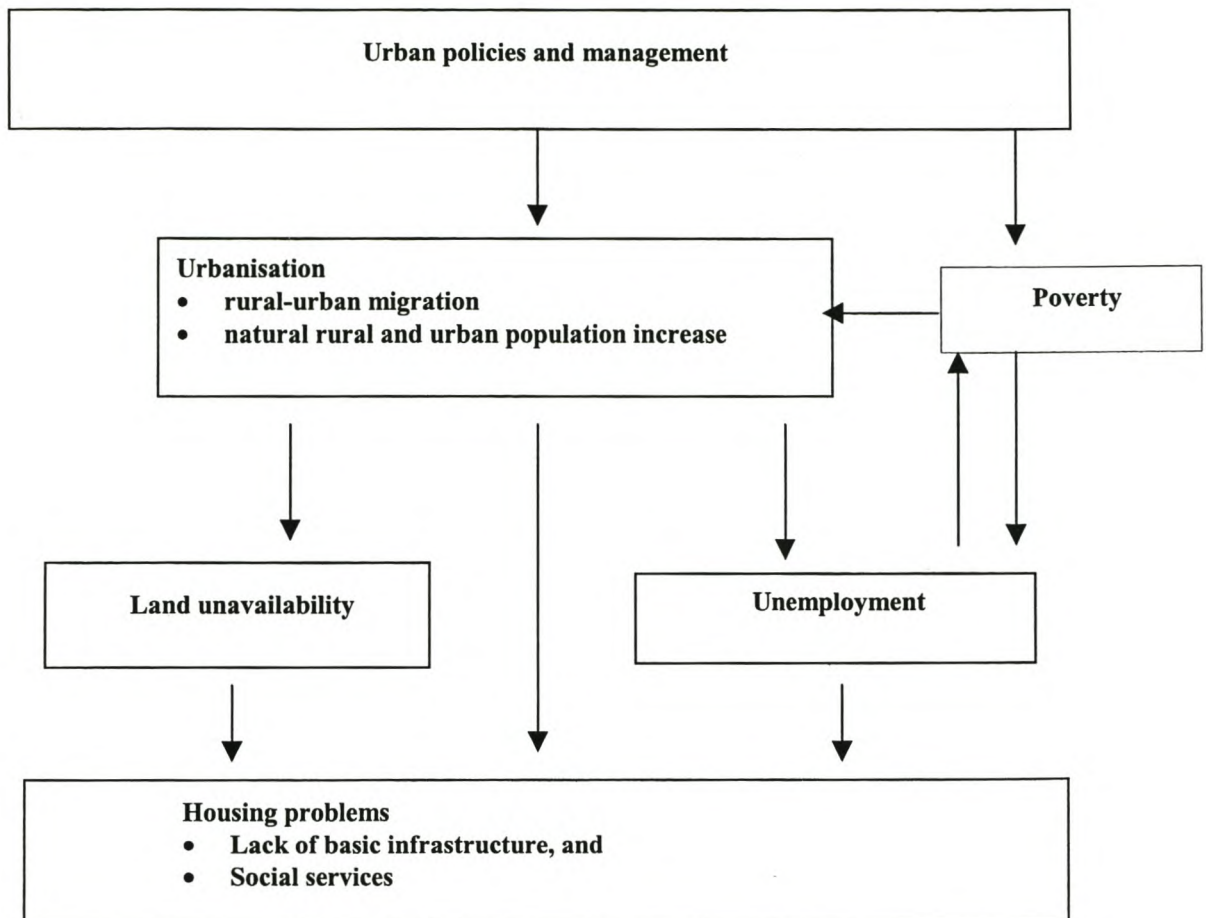 Urban policies and management
Urbanisation
• rural-urban migration
• natural rural and urban population increase
Poverty
Land unavailability
Unemployment
Housing problems
• Lack of basic infrastructure, and
• Social services